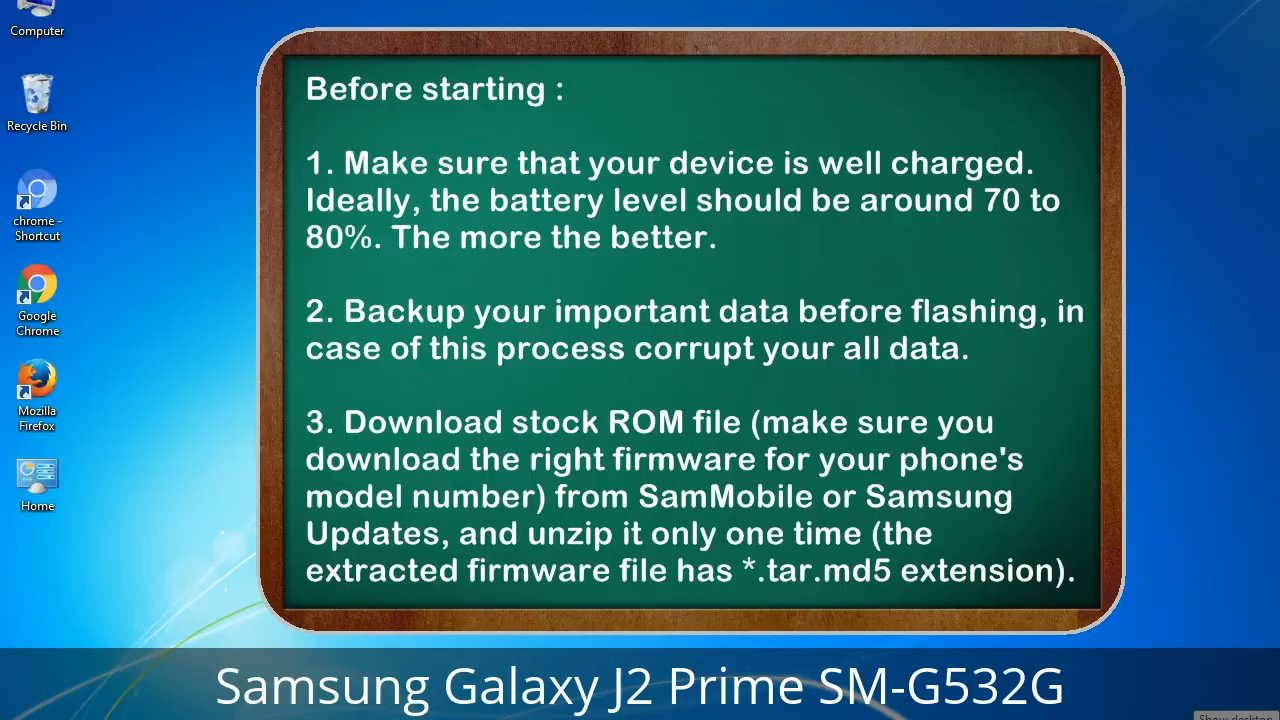 Computer
Recycle Bin
chrome -
Shortcut
Google
Chrome
Mozilla
Firefox
Home
Before starting :
1. Make sure that your device is well charged.
Ideally, the battery level should be around 70 to
80%. The more the better.
2. Backup your important data before flashing, in
case of this process corrupt your all data.
3. Download stock ROM file (make sure you
download the right firmware for your phone's
model number) from SamMobile or Samsung
Updates, and unzip it only one time (the
extracted firmware file has *.tar.md5 extension).
Samsung Galaxy J2 Prime SM-G532G
Show desktop